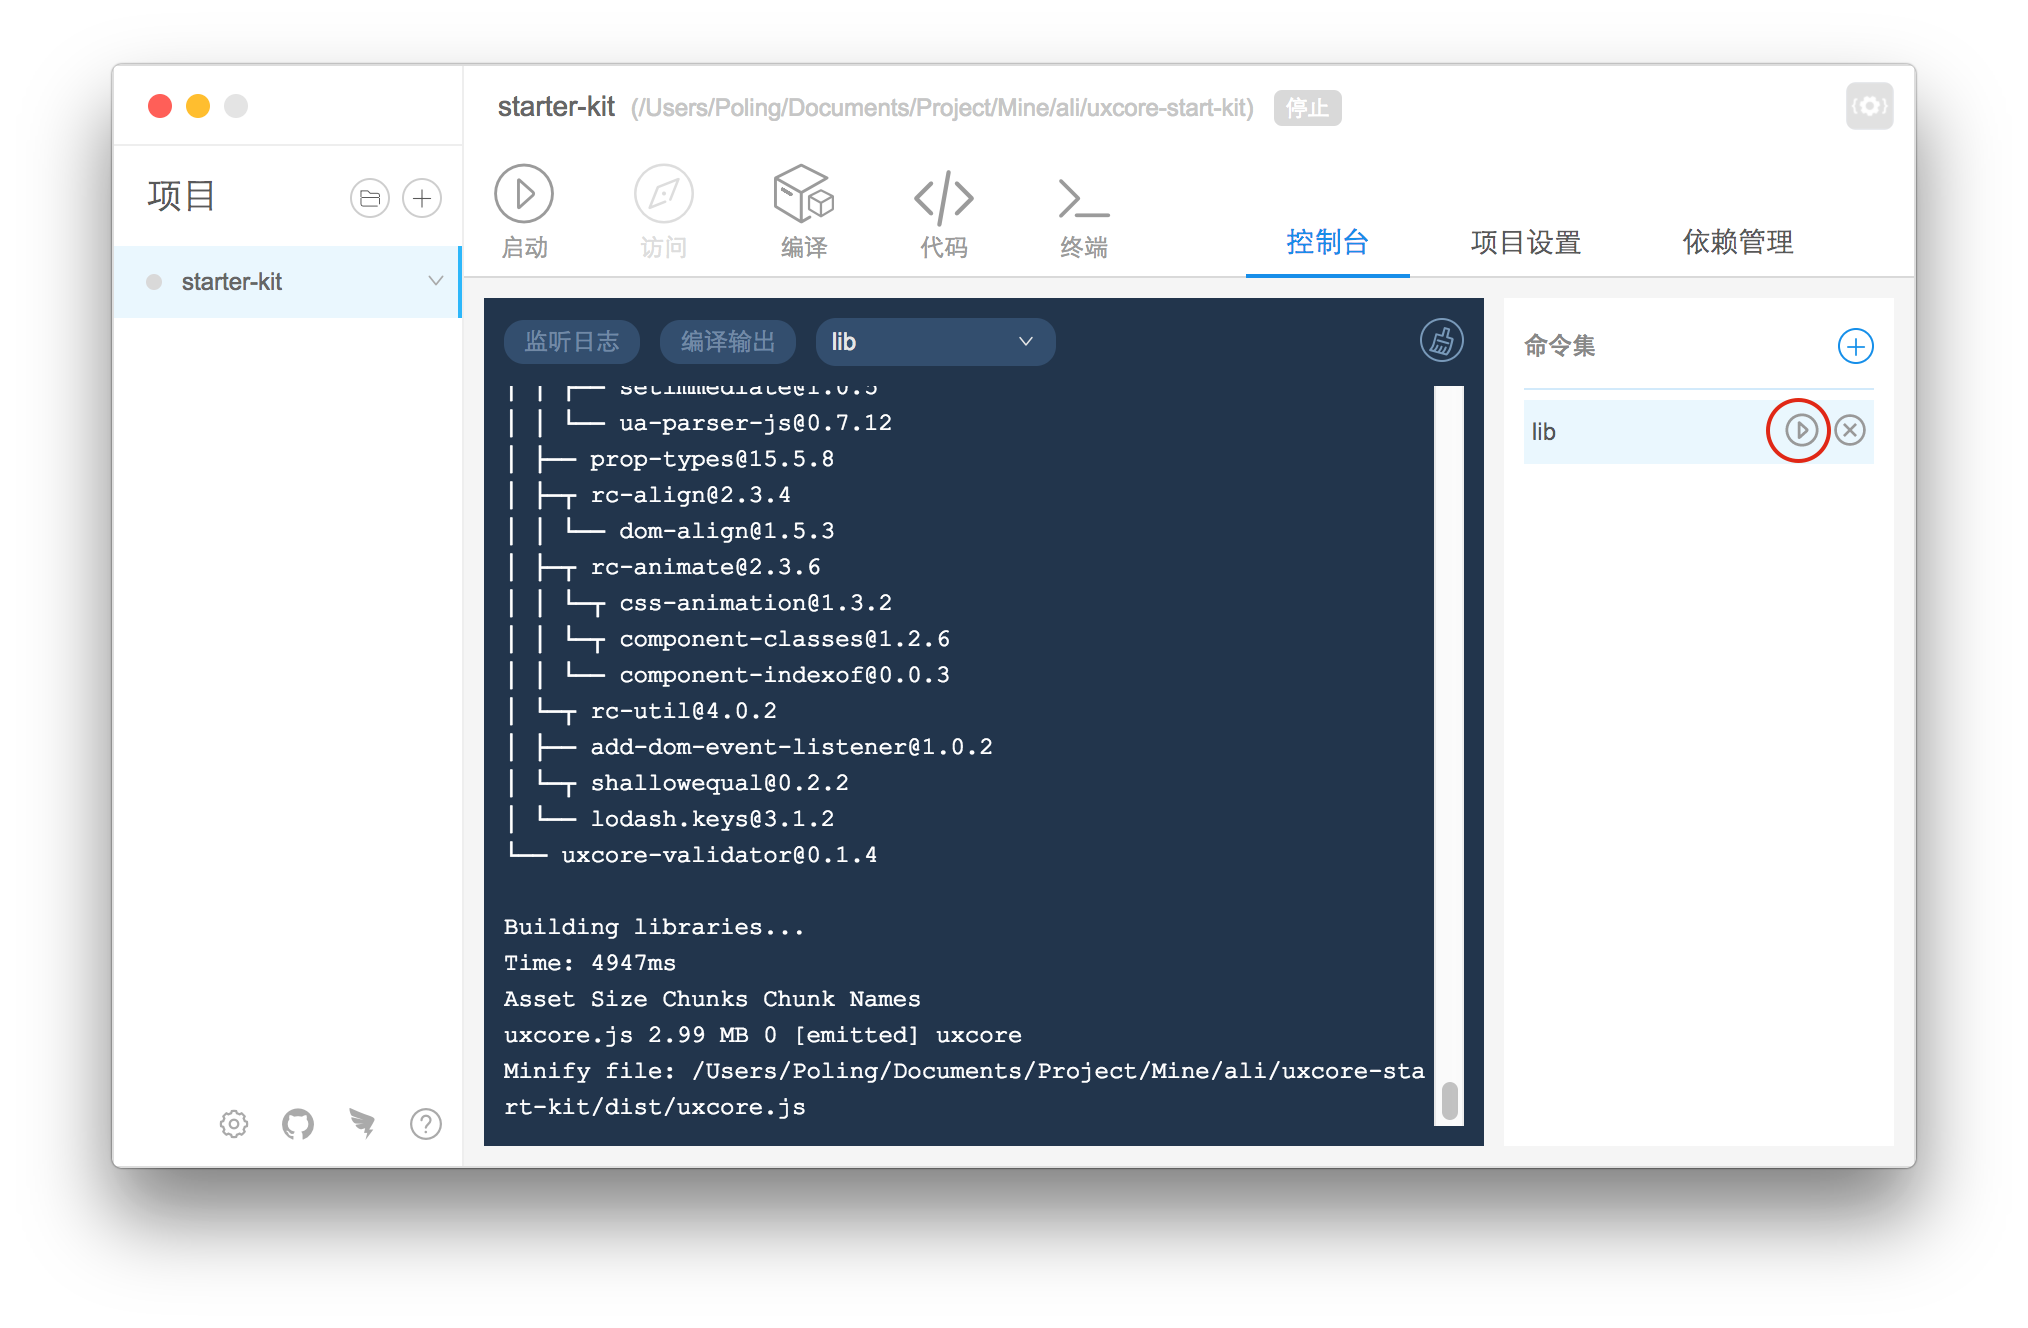 starter-kit (/Users/Poling/Documents/Project/Mine/ali/uxcore-start-kit) 停止
项目
启动 访问 编译 代码 终端
控制台 项目设置 依赖管理
starter-kit
监听日志 编译输出 lib
│ │ ┌── setimmediate@1.0.5
│ │ └── ua-parser-js@0.7.12
│ ├── prop-types@15.5.8
│ ├─┬ rc-align@2.3.4
│ │ └── dom-align@1.5.3
│ ├─┬ rc-animate@2.3.6
│ │ └─┬ css-animation@1.3.2
│ │ └─┬ component-classes@1.2.6
│ │ └── component-indexof@0.0.3
│ └─┬ rc-util@4.0.2
│ ├── add-dom-event-listener@1.0.2
│ └─┬ shallowequal@0.2.2
│ └── lodash.keys@3.1.2
└── uxcore-validator@0.1.4
Building libraries...
Time: 4947ms
Asset Size Chunks Chunk Names
uxcore.js 2.99 MB 0 [emitted] uxcore
Minify file: /Users/Poling/Documents/Project/Mine/ali/uxcore-sta
rt-kit/dist/uxcore.js
命令集
lib